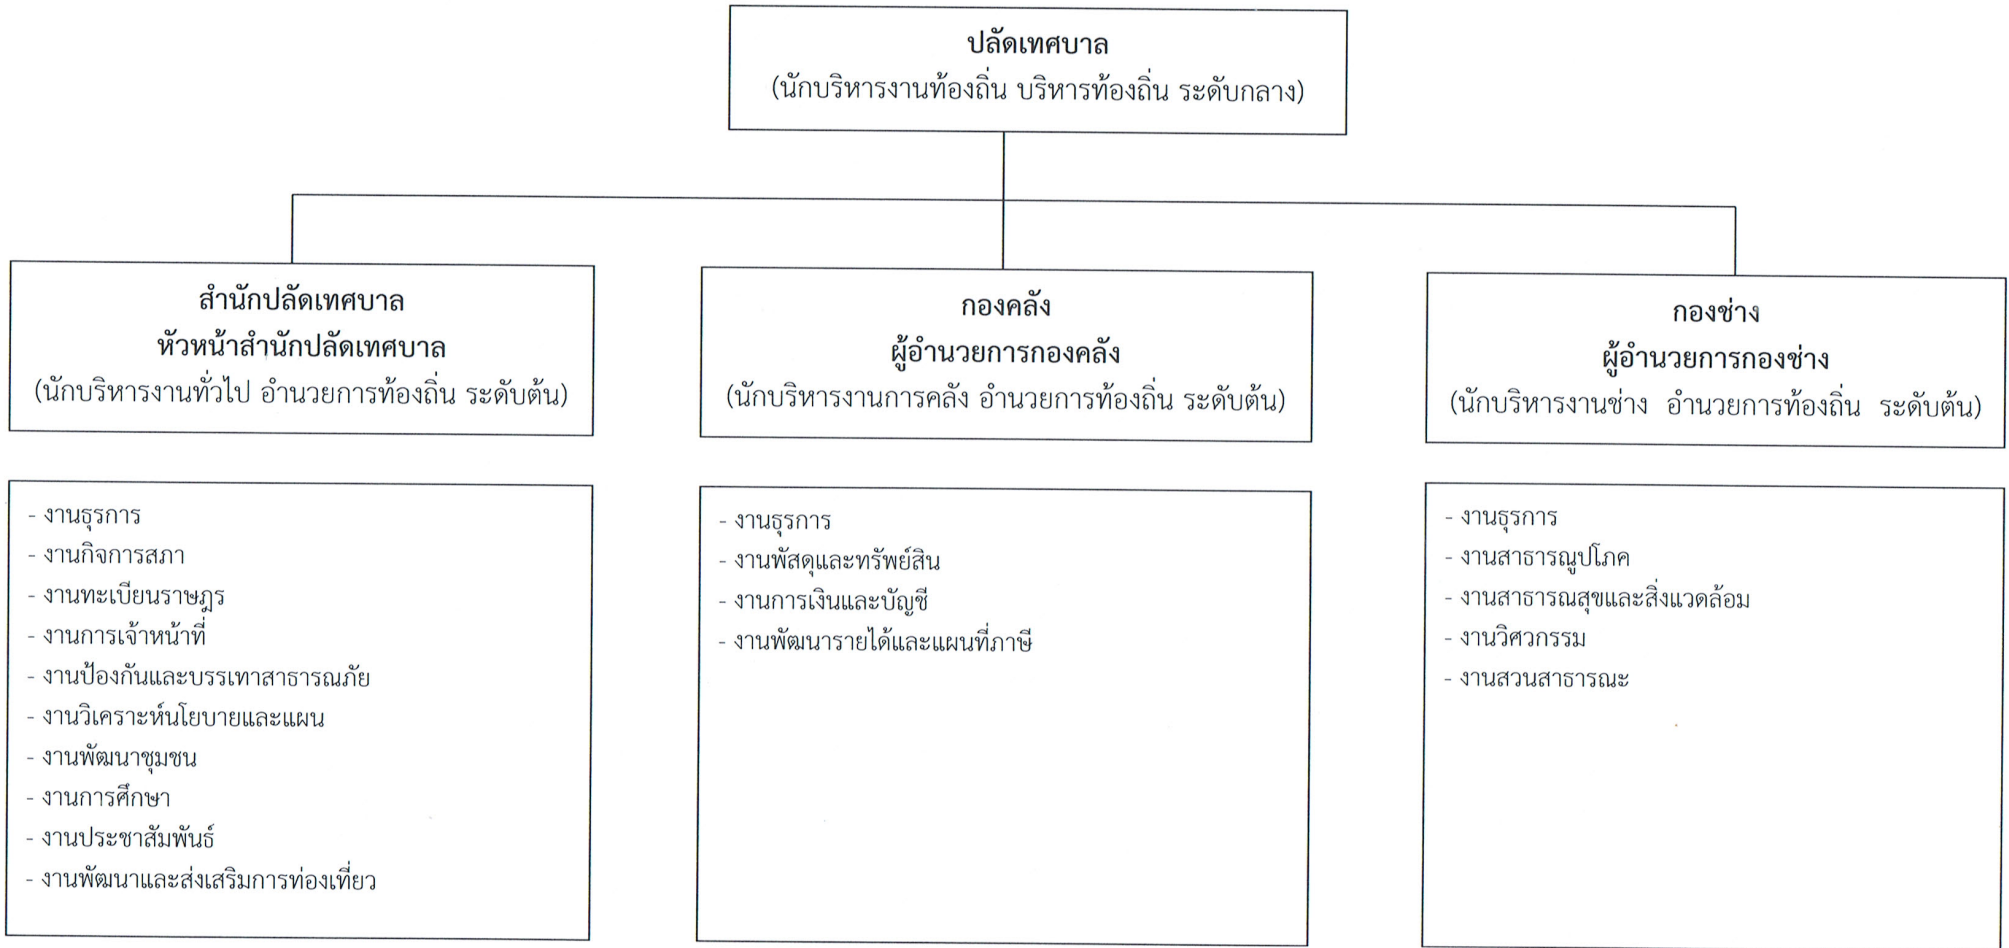 ปลัดเทศบาล
(นักบริหารงานท้องถิ่น บริหารท้องถิ่น ระดับกลาง)
สำนักปลัดเทศบาล
หัวหน้าสำนักปลัดเทศบาล
(นักบริหารงานทั่วไป อำนวยการท้องถิ่น ระดับต้น)
กองคลัง
ผู้อำนวยการกองคลัง
(นักบริหารงานการคลัง อำนวยการท้องถิ่น ระดับต้น)
กองช่าง
ผู้อำนวยการกองช่าง
(นักบริหารงานช่าง อำนวยการท้องถิ่น ระดับต้น)
- งานธุรการ
- งานกิจการสภา
- งานทะเบียนราษฎร
- งานการเจ้าหน้าที่
- งานป้องกันและบรรเทาสาธารณภัย
- งานวิเคราะห์นโยบายและแผน
- งานพัฒนาชุมชน
- งานการศึกษา
- งานประชาสัมพันธ์
- งานพัฒนาและส่งเสริมการท่องเที่ยว
- งานธุรการ
- งานพัสดุและทรัพย์สิน
- งานการเงินและบัญชี
- งานพัฒนารายได้และแผนที่ภาษี
- งานธุรการ
- งานสาธารณูปโภค
- งานสาธารณสุขและสิ่งแวดล้อม
- งานวิศวกรรม
- งานสวนสาธารณะ